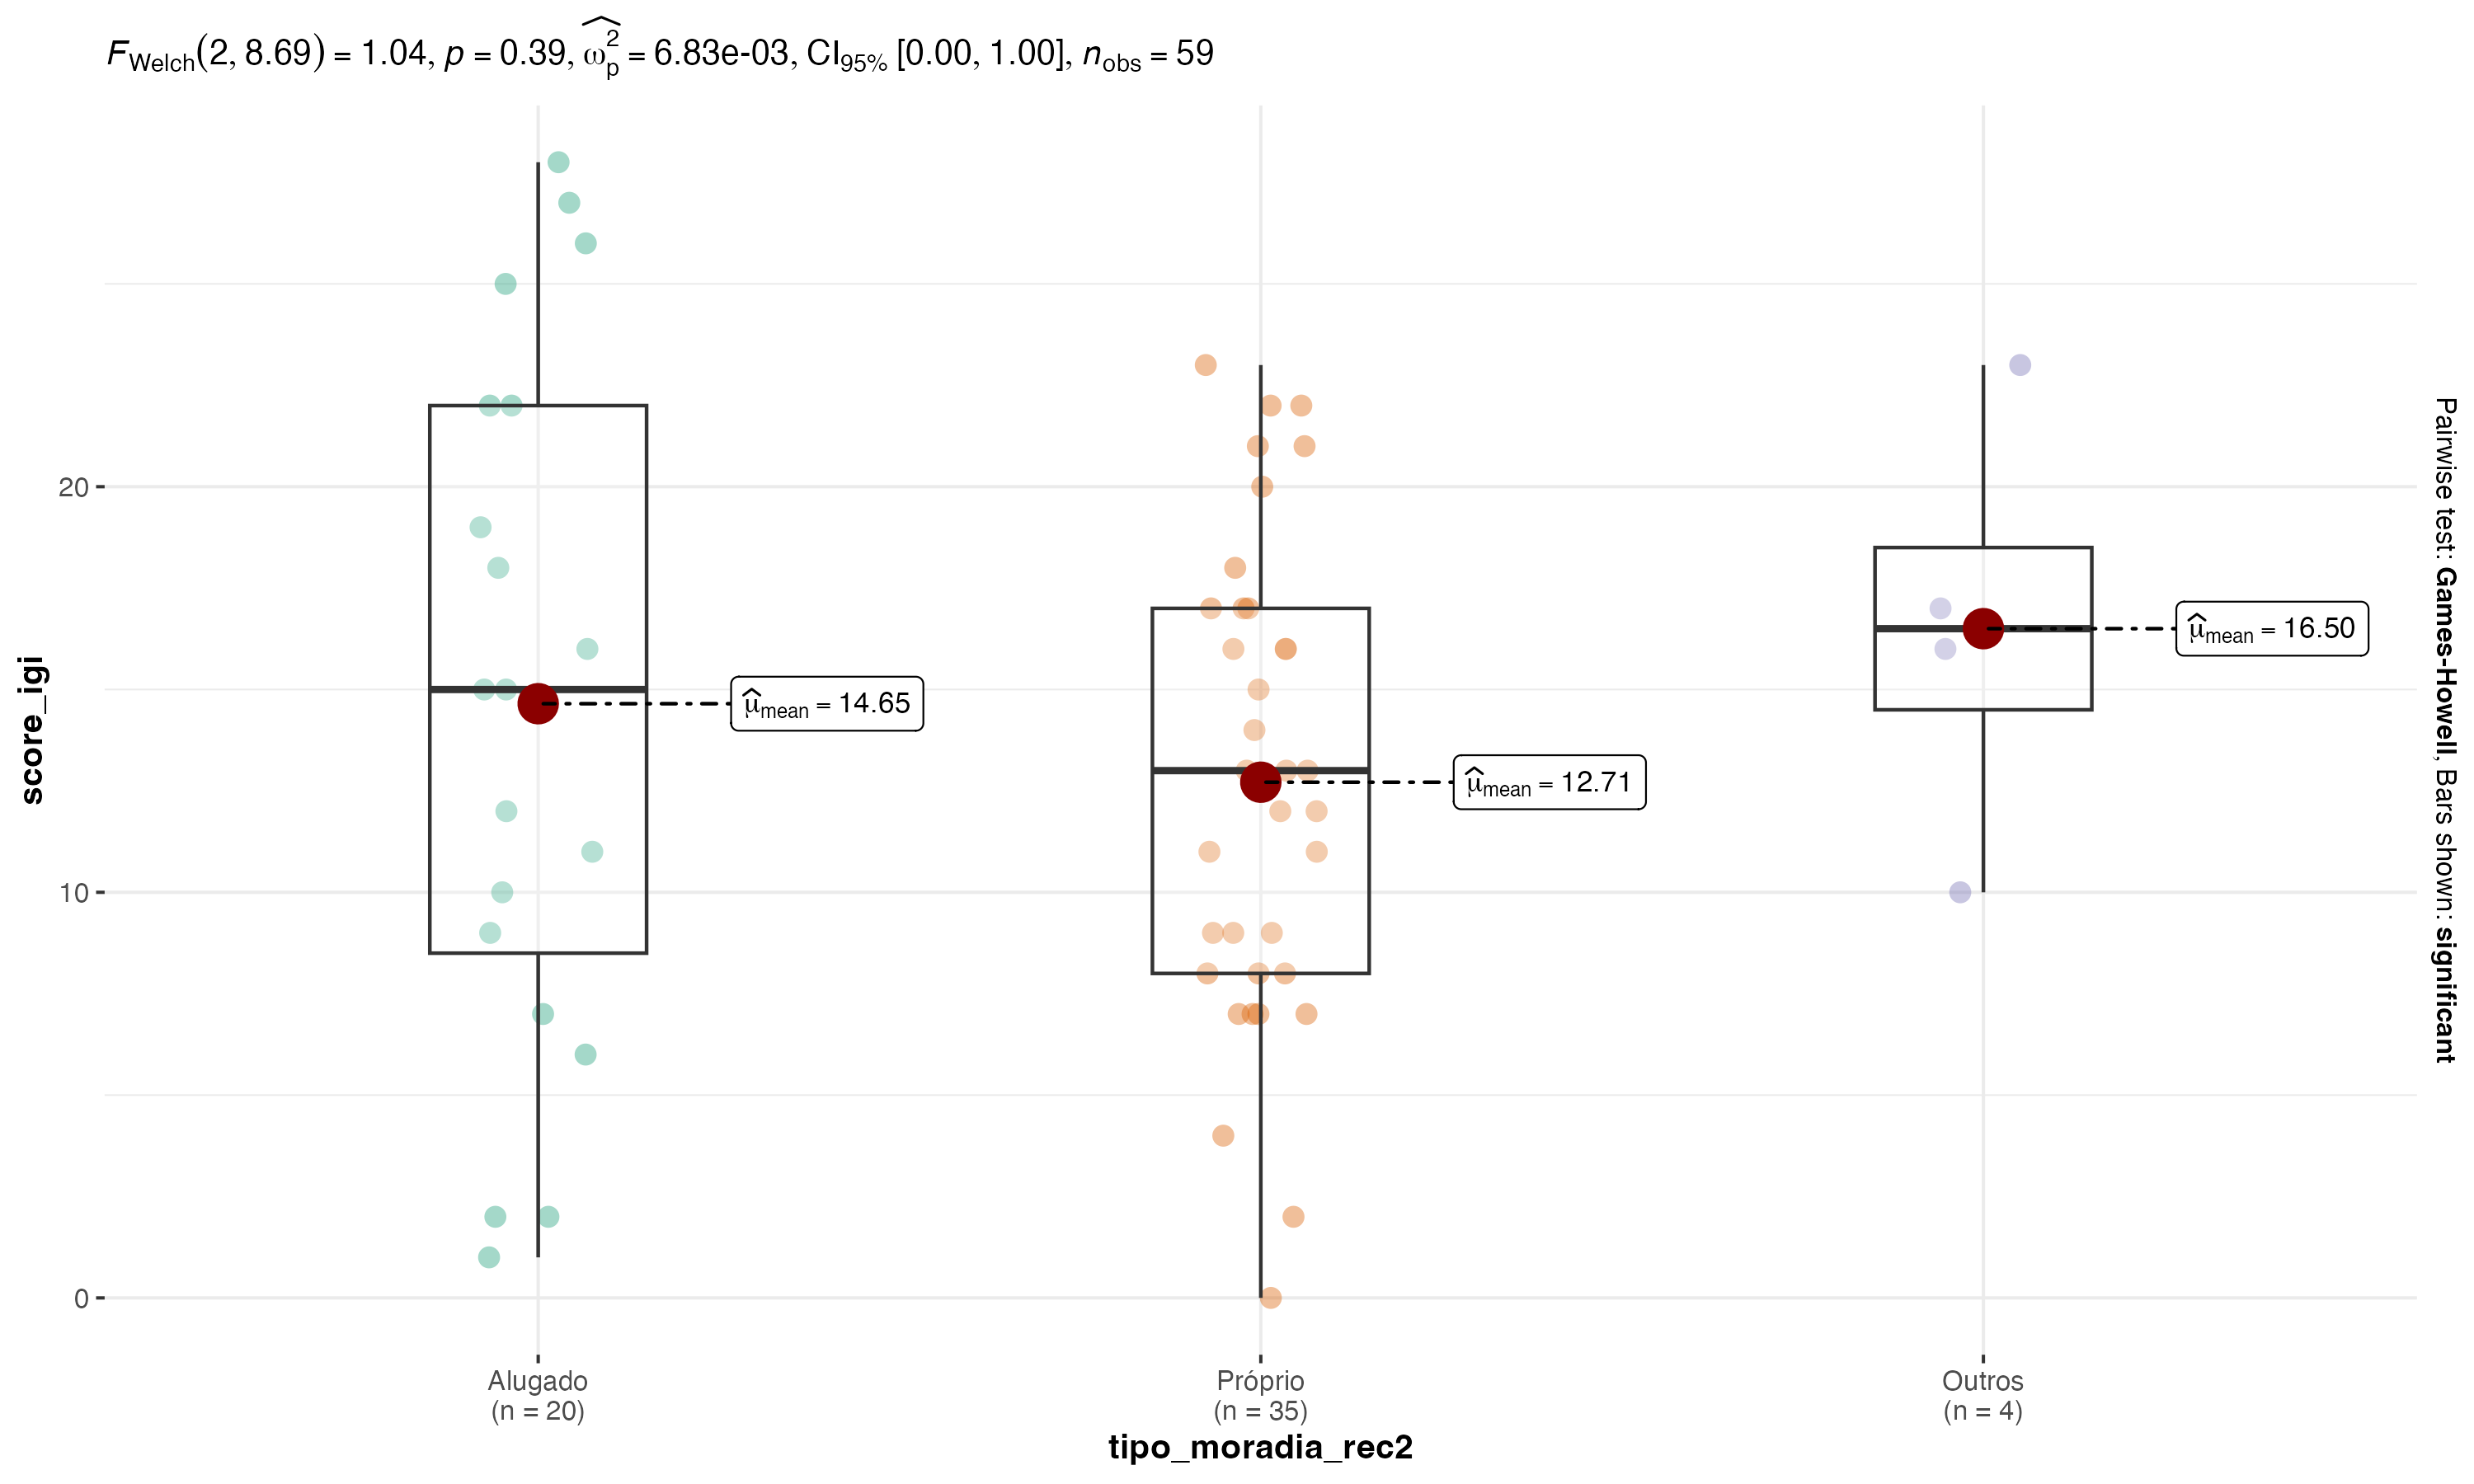 F_Welch(2, 8.69) = 1.04, p = 0.39, ω̂²_p = 6.83e-03, CI_95% [0.00, 1.00], n_obs = 59
score_igi
20
10
0
μ̂_mean = 14.65
μ̂_mean = 12.71
μ̂_mean = 16.50
Pairwise test: Games-Howell, Bars shown: significant
Alugado
(n = 20)
Próprio
(n = 35)
Outros
(n = 4)
tipo_moradia_rec2